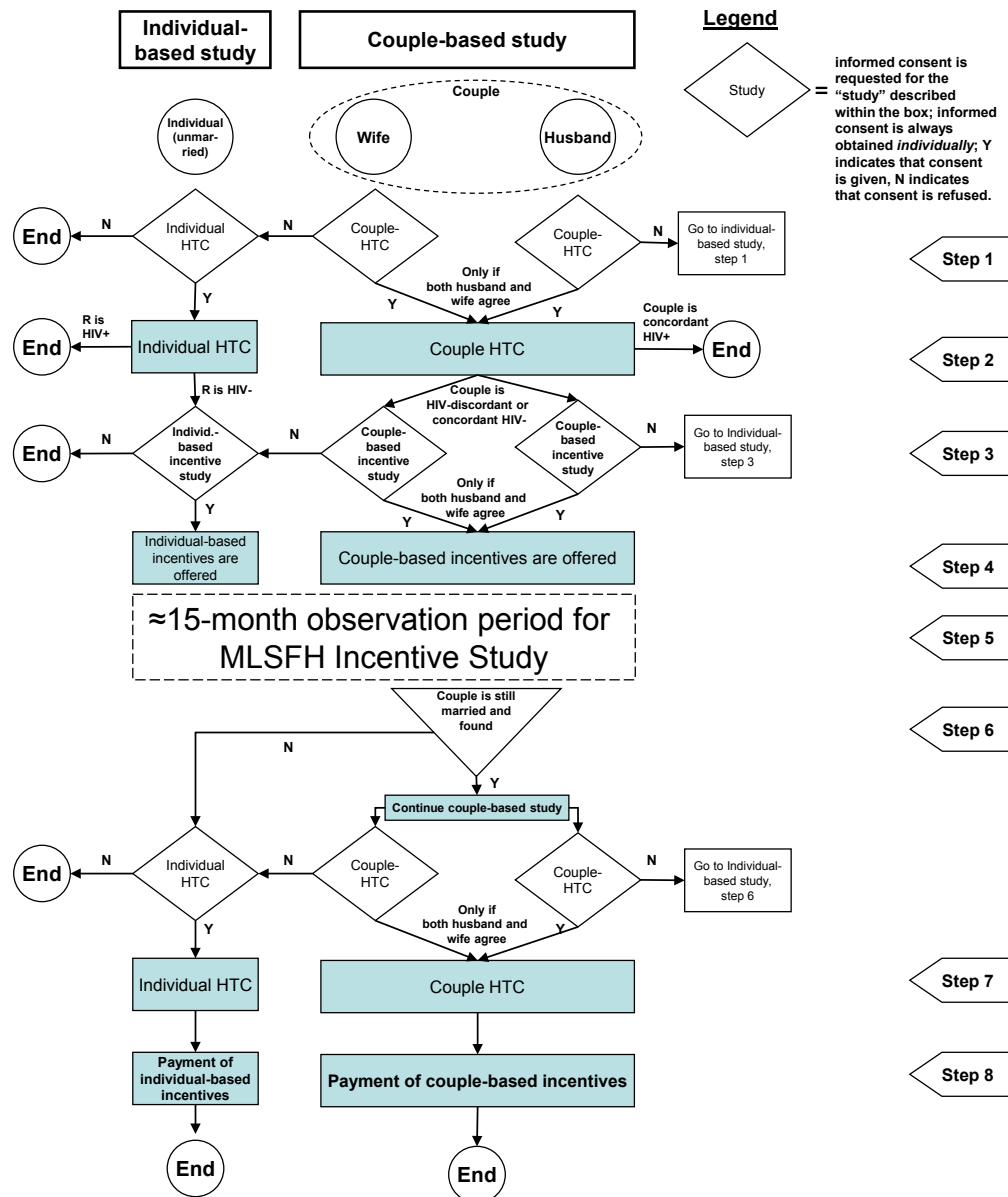 Individual-
based study
Couple-based study
Legend
Study
=
informed consent is
requested for the
“study” described
within the box; informed
consent is always
obtained individually; Y
indicates that consent
is given, N indicates
that consent is refused.
Couple
Individual
(unmar-
ried)
Wife
Husband
End
N
Individual
HTC
N
Couple-
HTC
Couple-
HTC
N
Go to individual-
based study,
step 1
Step 1
Only if
both husband and
wife agree
Y
Y
Y
End
R is
HIV+
Individual HTC
Couple HTC
Couple is
concordant
HIV+
End
Step 2
R is HIV-
Couple is
HIV-discordant or
concordant HIV-
End
N
Individ.-
based
incentive
study
N
Couple-
based
incentive
study
Couple-
based
incentive
study
N
Go to Individual-
based study,
step 3
Step 3
Only if
both husband and
wife agree
Y
Y
Y
Individual-based
incentives are
offered
Couple-based incentives are offered
Step 4
≈15-month observation period for
MLSFH Incentive Study
Step 5
Couple is still
married and
found
Step 6
N
Y
Continue couple-based study
End
N
Individual
HTC
N
Couple-
HTC
Couple-
HTC
N
Go to Individual-
based study,
step 6
Only if
both husband and
wife agree
Y
Y
Y
Individual HTC
Couple HTC
Step 7
Payment of
individual-based
incentives
Payment of couple-based incentives
Step 8
End
End